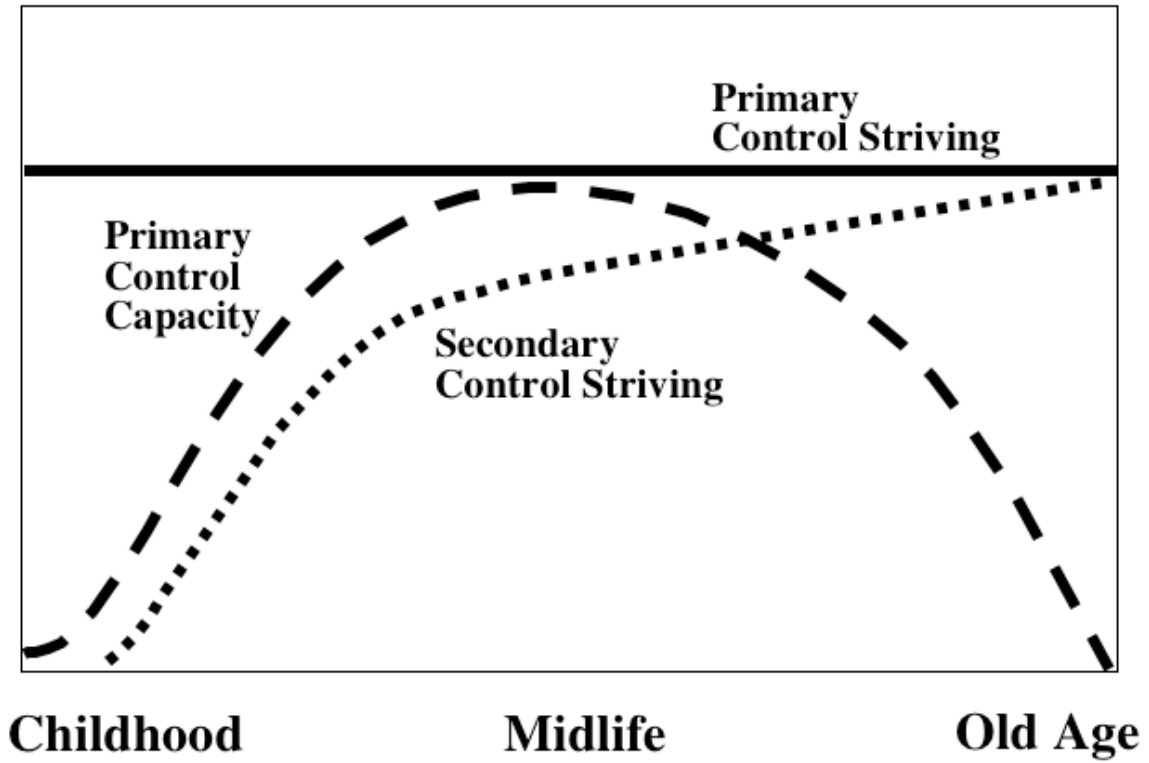 Primary
Control Striving
Primary
Control
Capacity
Secondary
Control Striving
Childhood
Midlife
Old Age